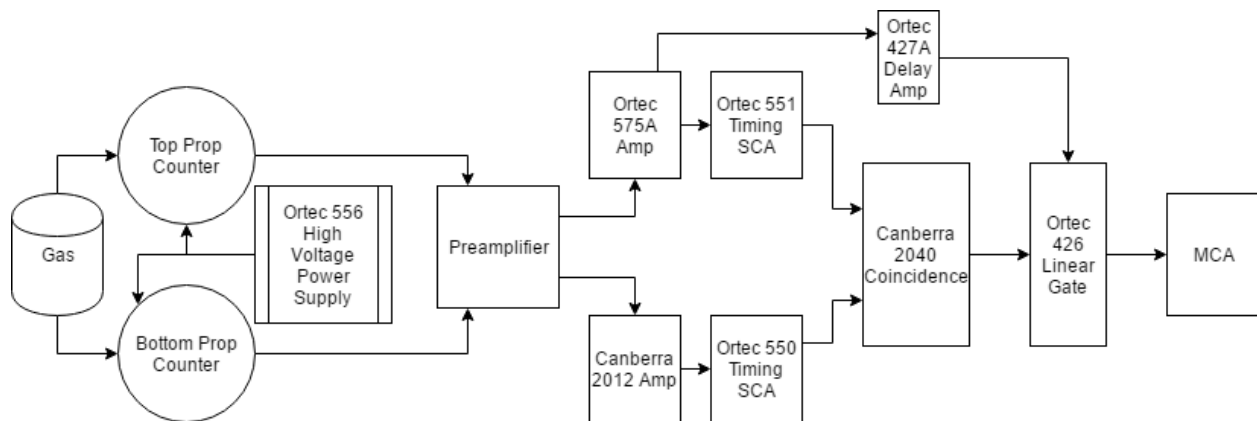 Gas
Top Prop
Counter
Bottom Prop
Counter
Ortec 556
High
Voltage
Power
Supply
Preamplifier
Ortec
575A
Amp
Canberra
2012 Amp
Ortec 551
Timing
SCA
Ortec 550
Timing
SCA
Ortec
427A
Delay
Amp
Canberra
2040
Coincidence
Ortec
426
Linear
Gate
MCA